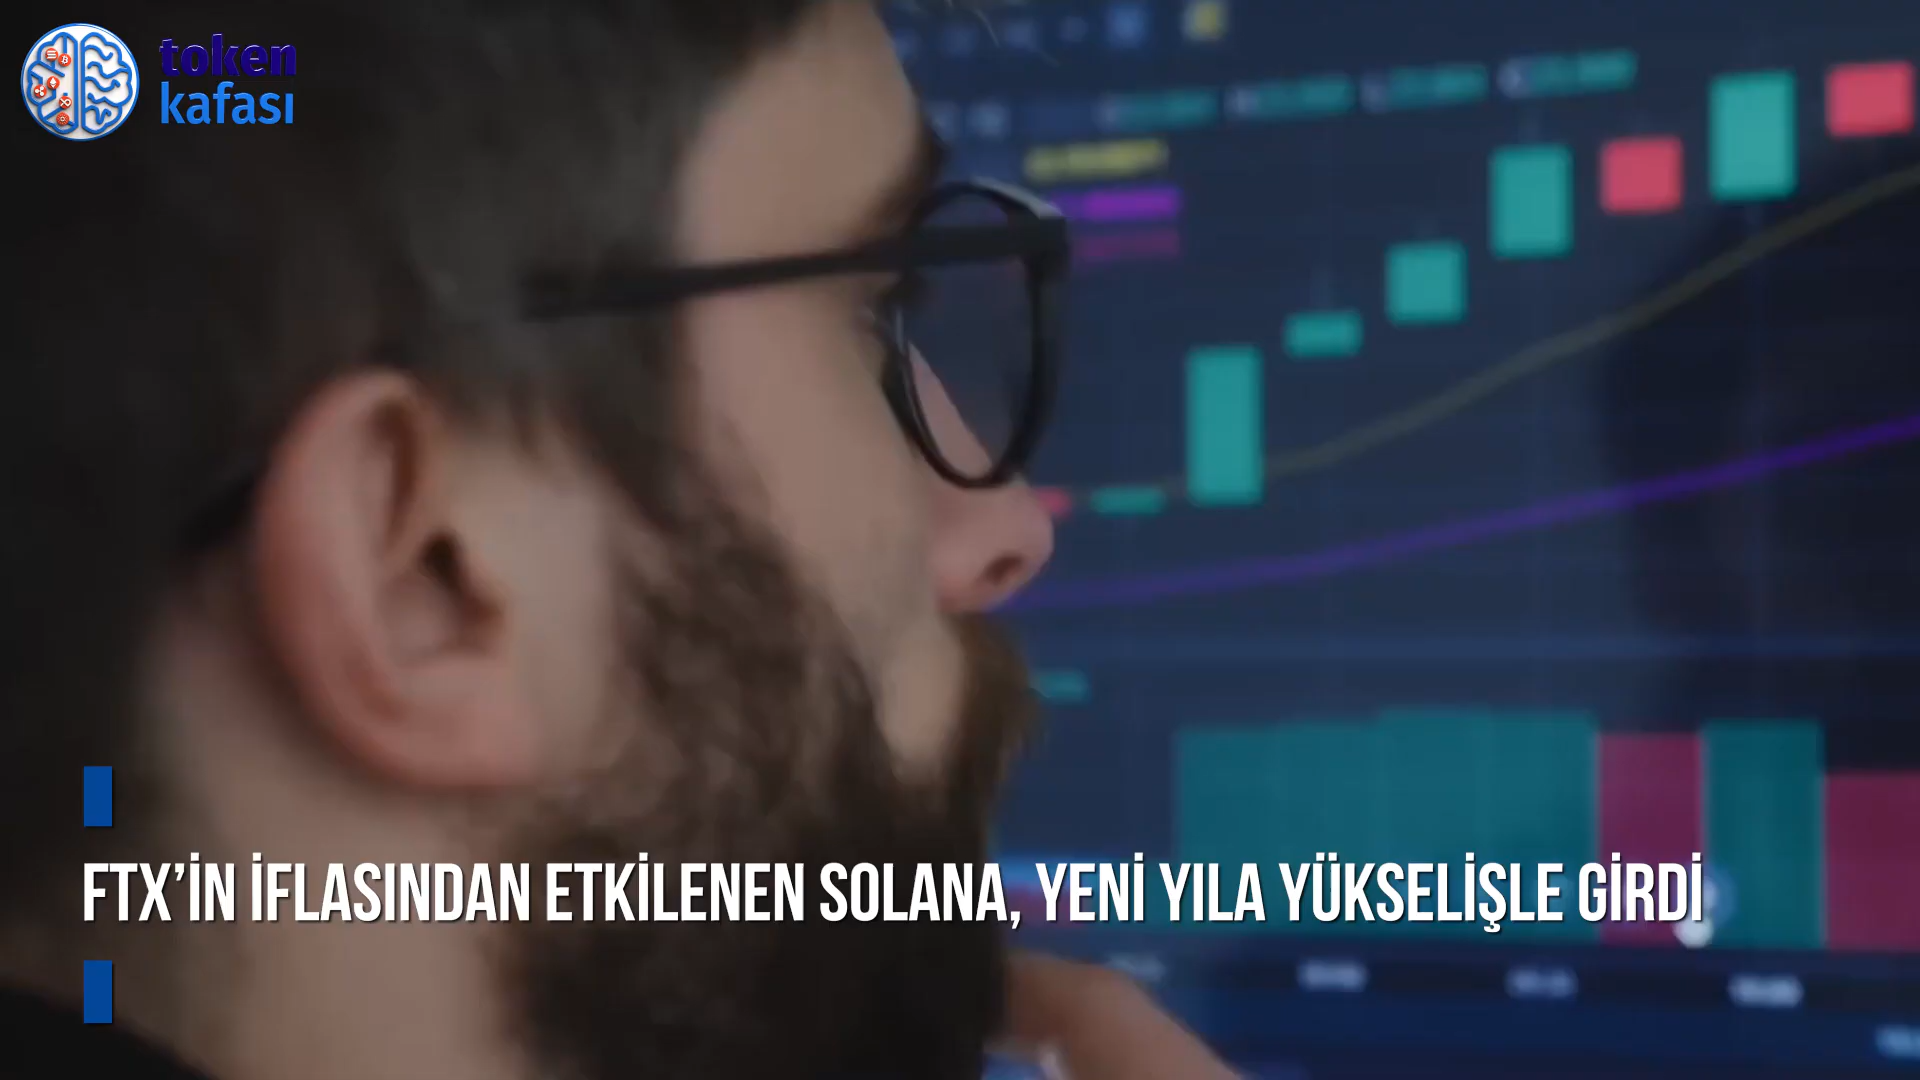 token
kafası
FTX’İN İFLASINDAN ETKİLENEN SOLANA, YENİ YILA YÜKSELİŞLE GİRDİ